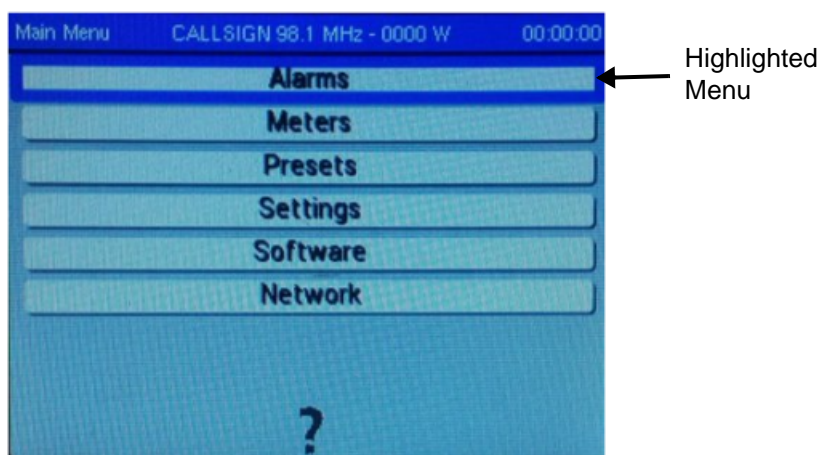 Main Menu CALLSIGN 98.1 MHz - 0000 W 00:00:00
Alarms
Highlighted
Menu
Meters
Presets
Settings
Software
Network
?